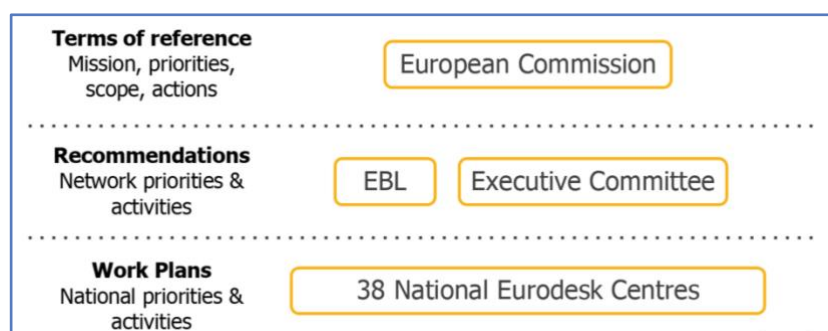 Terms of reference
Mission, priorities,
scope, actions
European Commission
Recommendations
Network priorities &
activities
EBL
Executive Committee
Work Plans
National priorities &
activities
38 National Eurodesk Centres